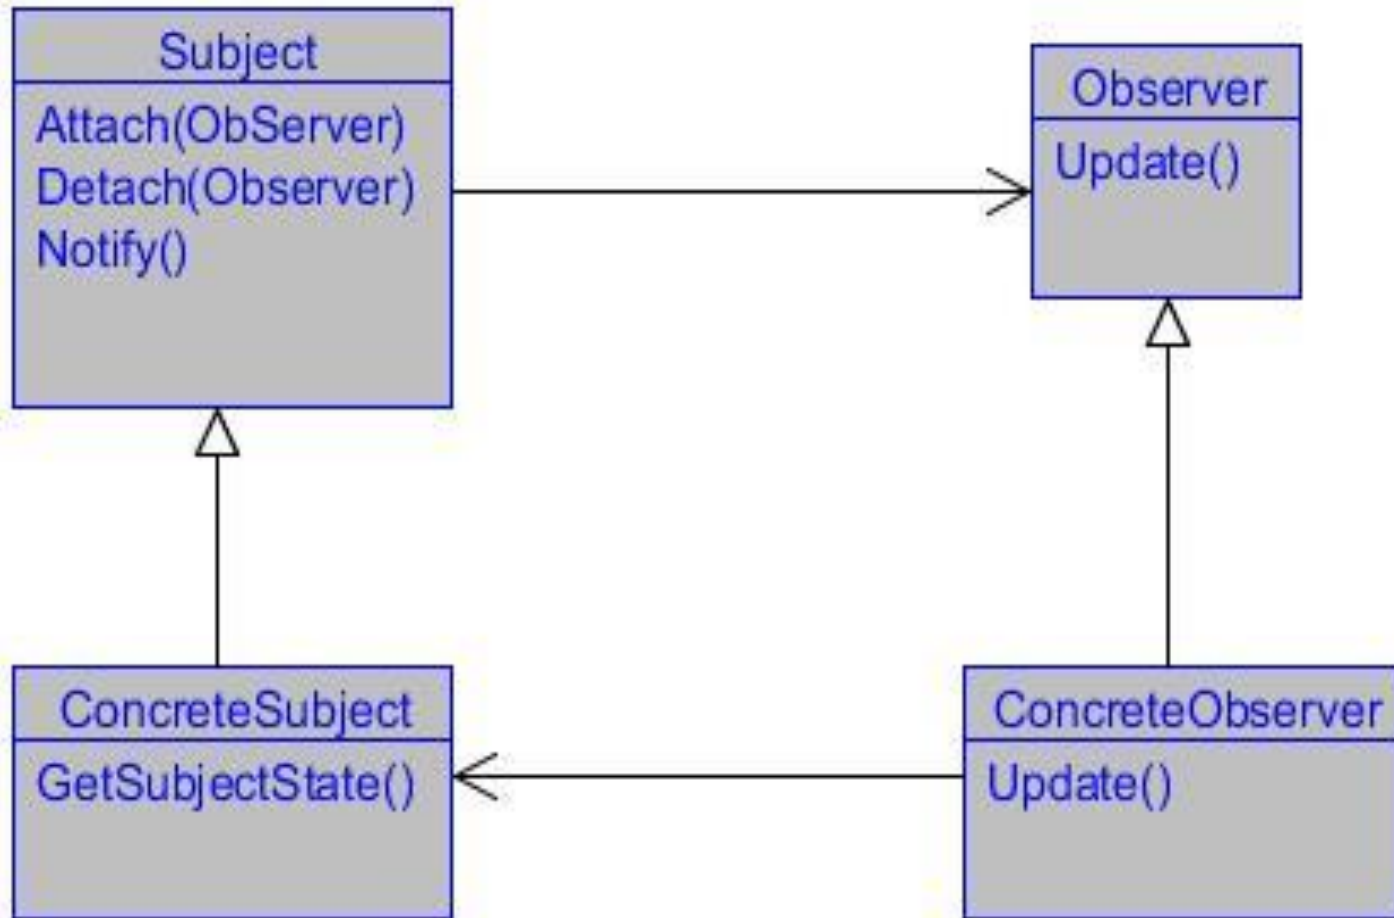 Subject
Attach(ObServer)
Detach(Observer)
Notify()
Observer
Update()
ConcreteSubject
GetSubjectState()
ConcreteObserver
Update()